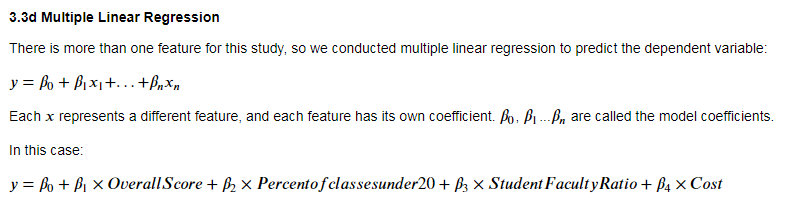 3.3d Multiple Linear Regression
There is more than one feature for this study, so we conducted multiple linear regression to predict the dependent variable:
y = β₀ + β₁x₁+...+βₙxₙ
Each x represents a different feature, and each feature has its own coefficient. β₀, β₁...βₙ are called the model coefficients.
In this case:
y = β₀ + β₁ × OverallScore + β₂ × Percentofclassesunder20 + β₃ × StudentFacultyRatio + β₄ × Cost